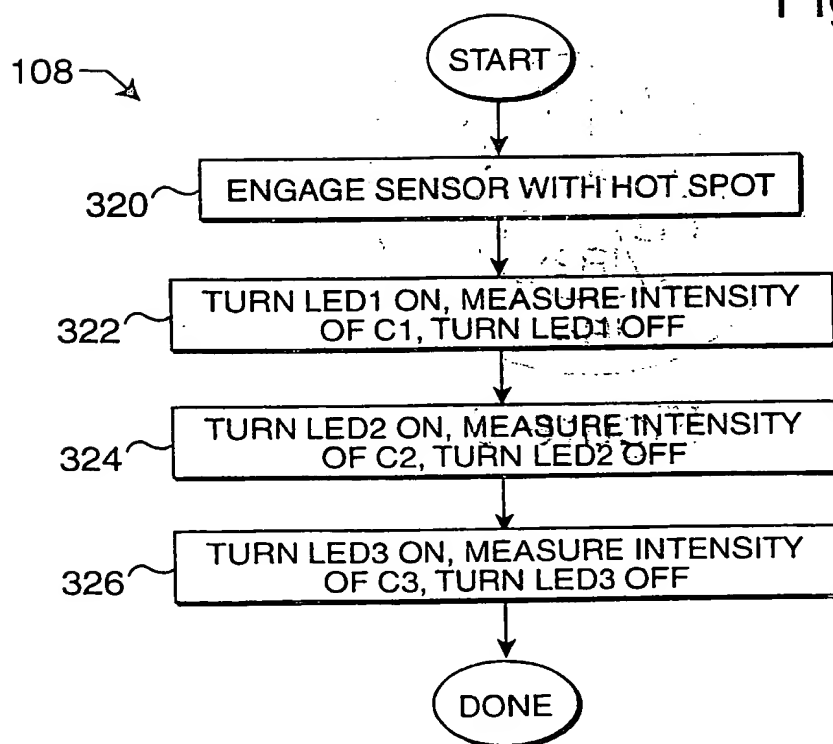 108
START
320
ENGAGE SENSOR WITH HOT SPOT
322
TURN LED1 ON, MEASURE INTENSITY
OF C1, TURN LED1 OFF
324
TURN LED2 ON, MEASURE INTENSITY
OF C2, TURN LED2 OFF
326
TURN LED3 ON, MEASURE INTENSITY
OF C3, TURN LED3 OFF
DONE